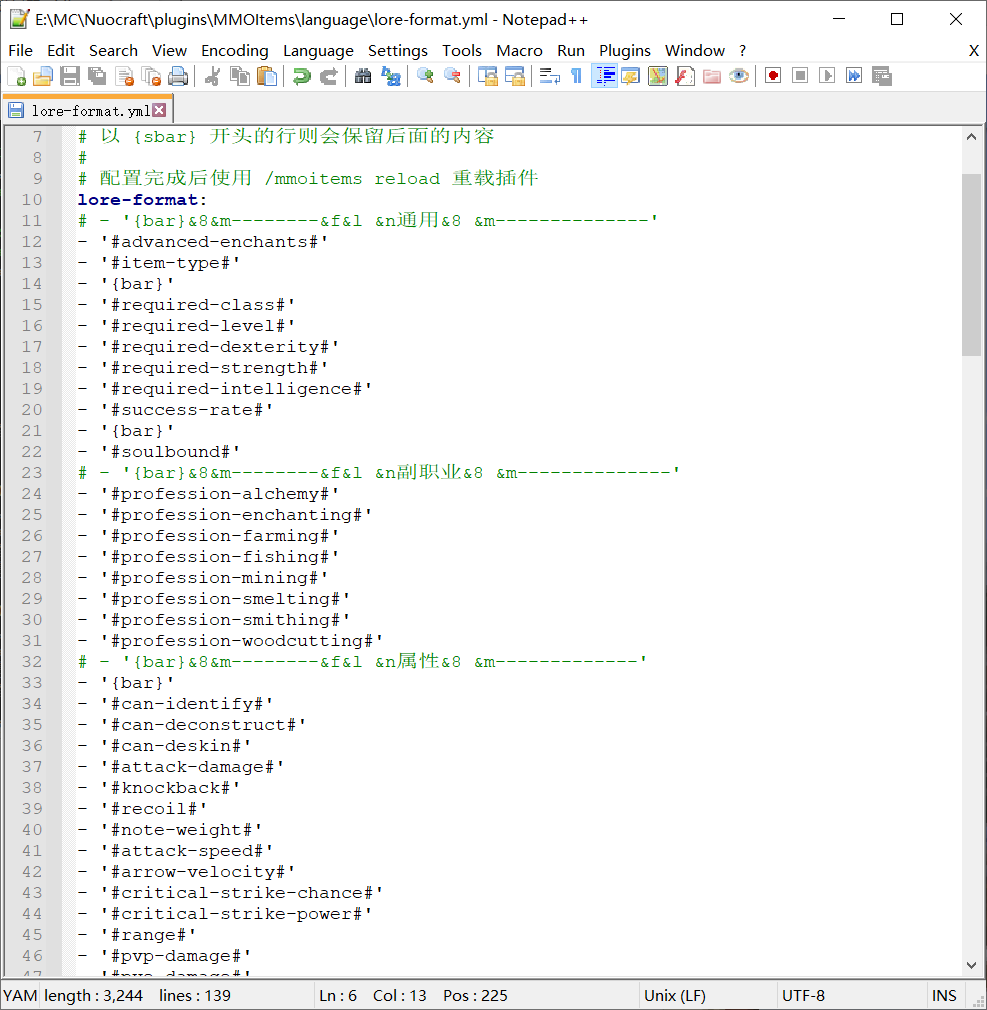 E:\MC\Nuocraft\plugins\MMOItems\language\lore-format.yml - Notepad++
File Edit Search View Encoding Language Settings Tools Macro Run Plugins Window ? X
lore-format.yml
7 # 以 {sbar} 开头的行则会保留后面的内容
8 #
9 # 配置完成后使用 /mmoitems reload 重载插件
10 lore-format:
11 # - '{bar}&8&m--------&f&l &n通用&8 &m--------------'
12 - '#advanced-enchants#'
13 - '#item-type#'
14 - '{bar}'
15 - '#required-class#'
16 - '#required-level#'
17 - '#required-dexterity#'
18 - '#required-strength#'
19 - '#required-intelligence#'
20 - '#success-rate#'
21 - '{bar}'
22 - '#soulbound#'
23 # - '{bar}&8&m--------&f&l &n副职业&8 &m--------------'
24 - '#profession-alchemy#'
25 - '#profession-enchanting#'
26 - '#profession-farming#'
27 - '#profession-fishing#'
28 - '#profession-mining#'
29 - '#profession-smelting#'
30 - '#profession-smithing#'
31 - '#profession-woodcutting#'
32 # - '{bar}&8&m--------&f&l &n属性&8 &m-------------'
33 - '{bar}'
34 - '#can-identify#'
35 - '#can-deconstruct#'
36 - '#can-deskin#'
37 - '#attack-damage#'
38 - '#knockback#'
39 - '#recoil#'
40 - '#note-weight#'
41 - '#attack-speed#'
42 - '#arrow-velocity#'
43 - '#critical-strike-chance#'
44 - '#critical-strike-power#'
45 - '#range#'
46 - '#pvp-damage#'
47 - '#pve-damage#'
YAM length : 3,244 lines : 139 Ln : 6 Col : 13 Pos : 225 Unix (LF) UTF-8 INS